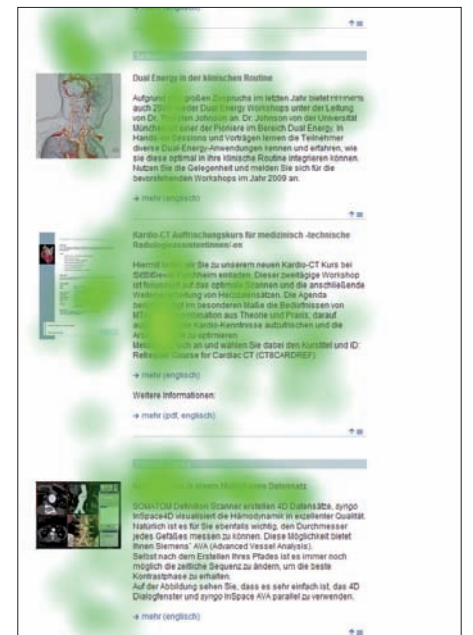 Dual Energy in der klinischen Routine
Aufgrund großen Zuspruchs im letzten Jahr bietet
auch Dual Energy Workshops unter der Leitung
von Dr. Johnson an. Dr. Johnson von der Universität
München ist einer der Pioniere im Bereich Dual Energy. In
Hands-on Sessions und Vorträgen lernen die Teilnehmer
diverse Dual-Energy-Anwendungen kennen und erfahren, wie
sie diese optimal in ihre klinische Routine integrieren können.
Nutzen Sie die Gelegenheit und melden Sie sich für die
bevorstehenden Workshops im Jahr 2009 an.
→ mehr (englisch)
Kardio-CT Auffrischungskurs für medizinisch -technische
Radiologieassistentinnen/-en
Sie zu unserem neuen Kardio-CT Kurs bei
einladen. Dieser zweitägige Workshop
ist auf das optimale Scannen und die anschließende
von Herzdatensätzen. Die Agenda
im besonderen Maße die Bedürfnissen von
aus Theorie und Praxis, darauf
Kardio-Kenntnisse aufzufrischen und die
zu optimieren
an und wählen Sie dabei den Kurstitel und ID:
Course for Cardiac CT (CT8CARDREF)
→ mehr (englisch)
Weitere Informationen:
→ mehr (pdf, englisch)
SOMATOM Definition Scanner erstellen 4D Datensätze, syngo
InSpace4D visualisiert die Hämodynamik in exzellenter Qualität.
Natürlich ist es für Sie ebenfalls wichtig, den Durchmesser
jedes Gefäßes messen zu können. Diese Möglichkeit bietet
Ihnen Siemens' AVA (Advanced Vessel Analysis).
Selbst nach dem Erstellen Ihres Pfades ist es immer noch
möglich die zeitliche Sequenz zu ändern, um die beste
Kontrastphase zu erhalten.
Auf der Abbildung sehen Sie, dass es sehr einfach ist, das 4D
Dialogfenster und syngo InSpace AVA parallel zu verwenden.
→ mehr (englisch)